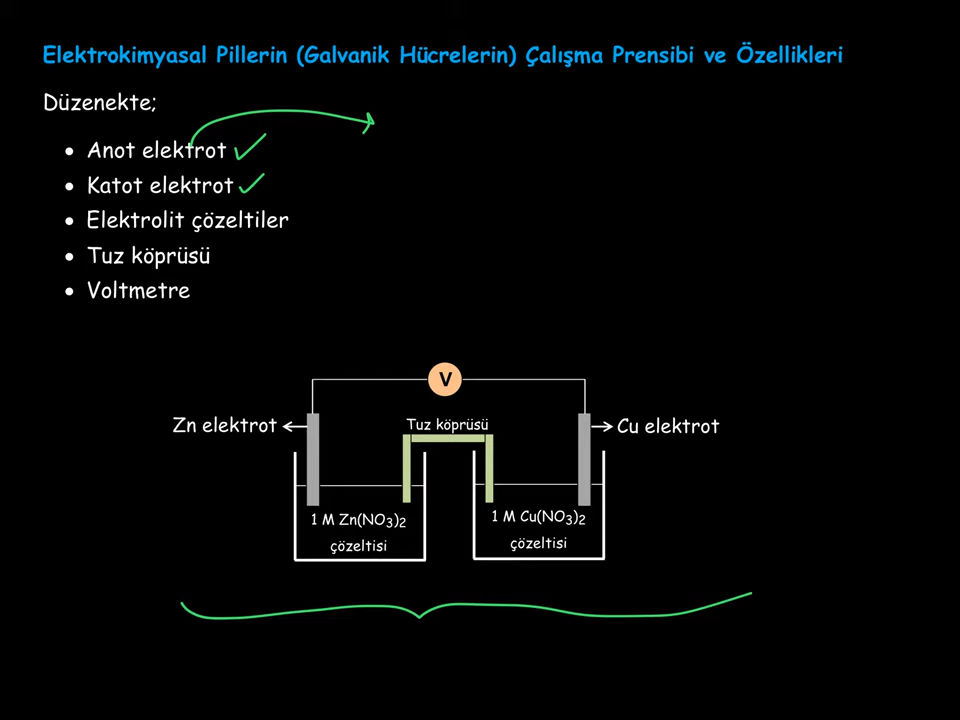 Elektrokimyasal Pillerin (Galvanik Hücrelerin) Çalışma Prensibi ve Özellikleri
Düzenekte;
• Anot elektrot
• Katot elektrot
• Elektrolit çözeltiler
• Tuz köprüsü
• Voltmetre
V
Zn elektrot
Tuz köprüsü
Cu elektrot
1 M Zn(NO3)2
çözeltisi
1 M Cu(NO3)2
çözeltisi